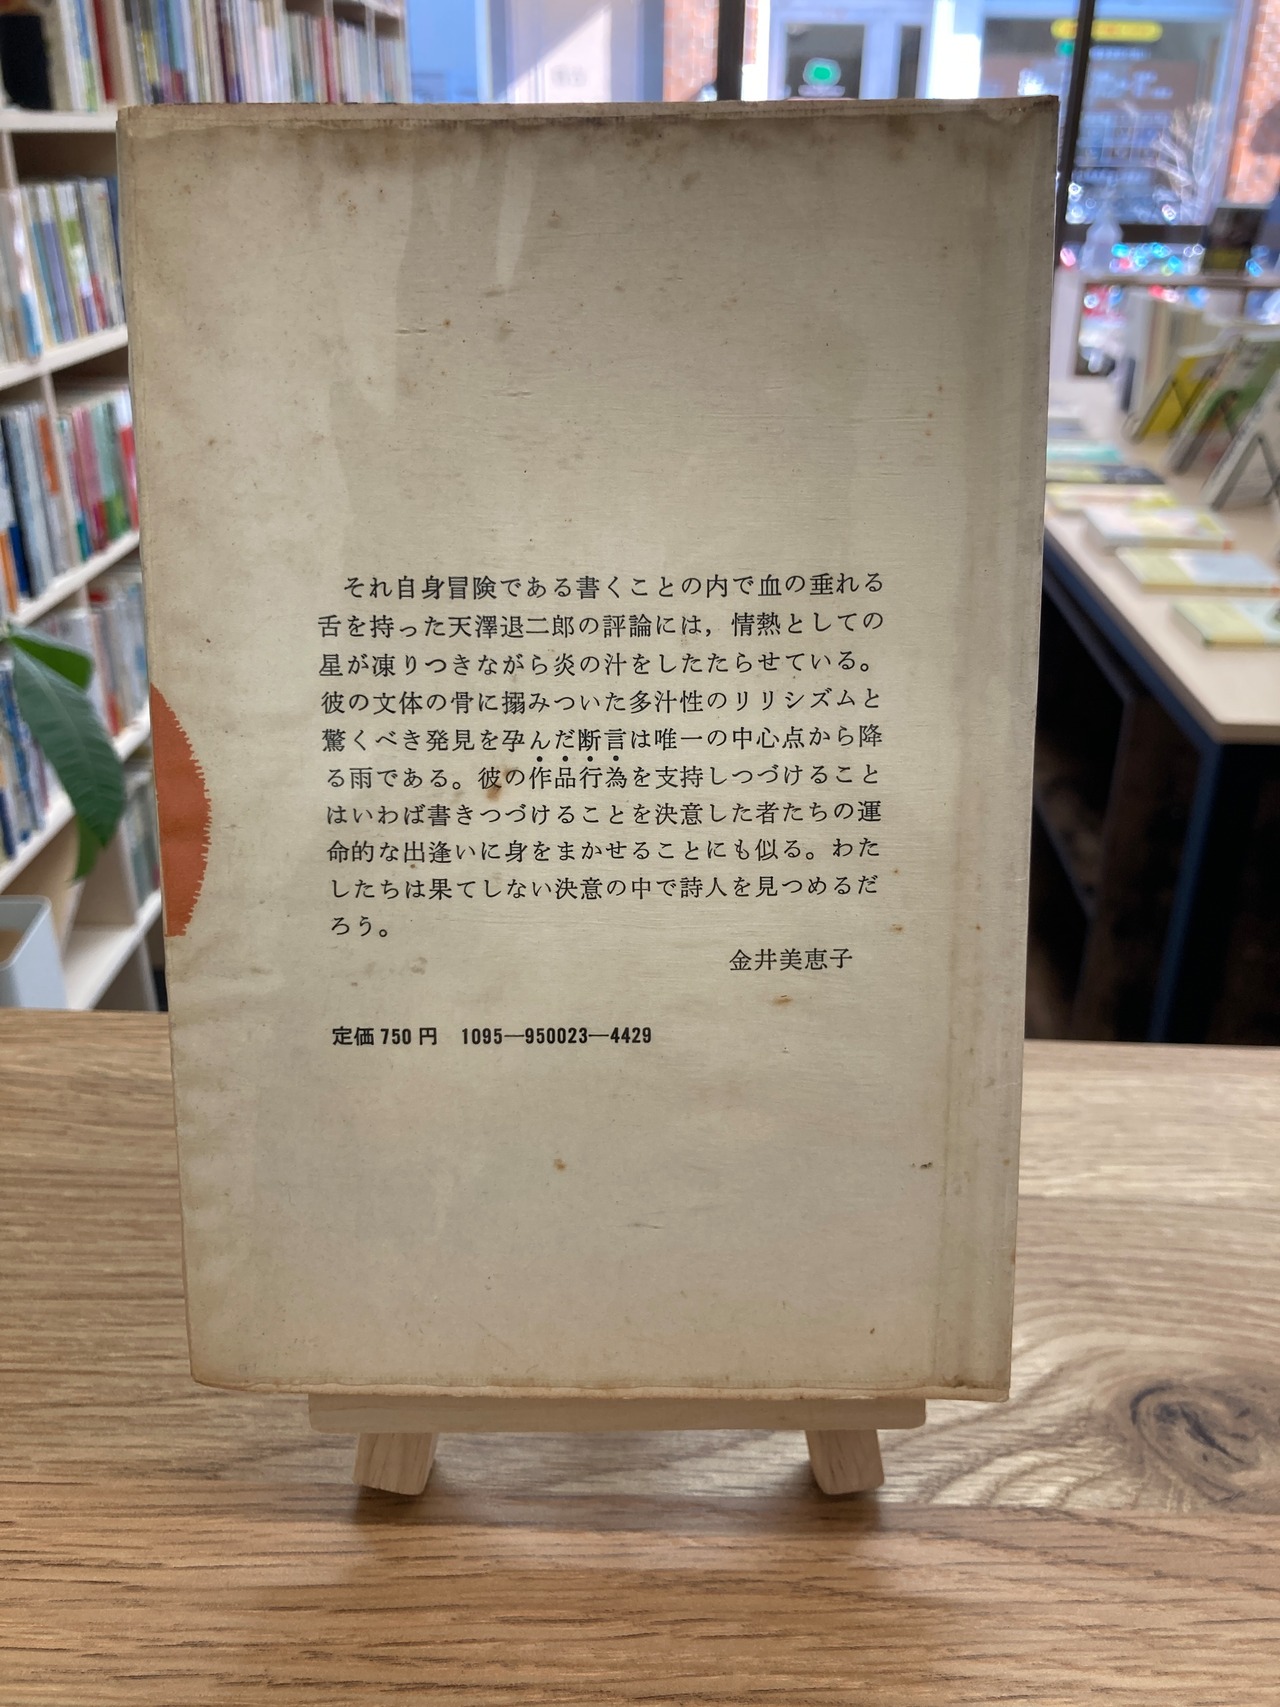 それ自身冒険である書くことの内で血の垂れる
舌を持った天澤退二郎の評論には，情熱としての
星が凍りつきながら炎の汁をしたたらせている。
彼の文体の骨に搦みついた多汁性のリリシズムと
驚くべき発見を孕んだ断言は唯一の中心点から降
る雨である。彼の作品行為を支持しつづけること
はいわば書きつづけることを決意した者たちの運
命的な出逢いに身をまかせることにも似る。わた
したちは果てしない決意の中で詩人を見つめるだ
ろう。
金井美恵子
定価750円　1095—950023—4429